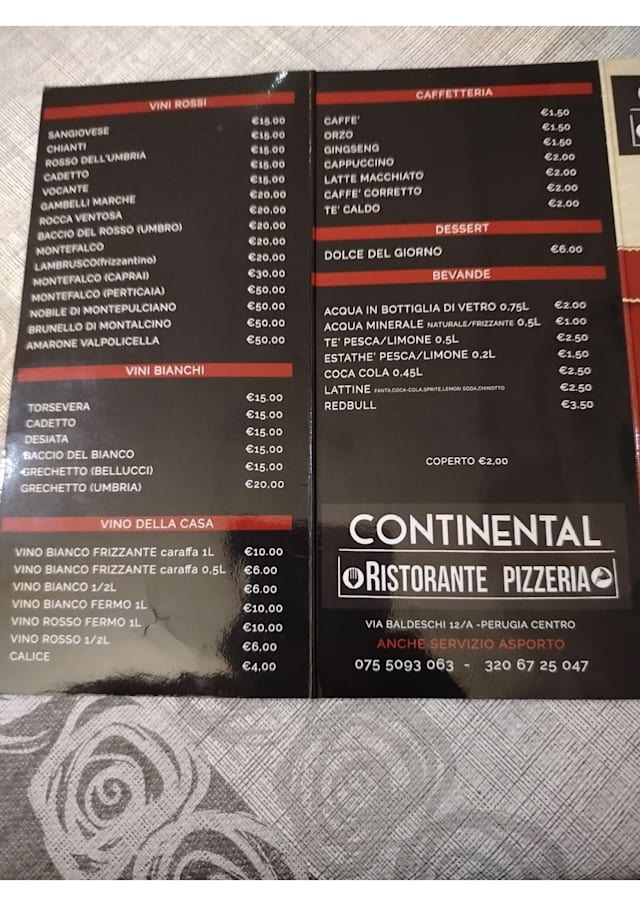 VINI ROSSI
SANGIOVESE €15.00
CHIANTI €15.00
ROSSO DELL'UMBRIA €15.00
CADETTO €15.00
VOCANTE €15.00
GAMBELLI MARCHE €20.00
ROCCA VENTOSA €20.00
BACCIO DEL ROSSO (UMBRO) €20.00
MONTEFALCO €20.00
LAMBRUSCO(frizzantino) €20.00
MONTEFALCO (CAPRAI) €30.00
MONTEFALCO (PERTICAIA) €50.00
NOBILE DI MONTEPULCIANO €50.00
BRUNELLO DI MONTALCINO €50.00
AMARONE VALPOLICELLA €50.00
VINI BIANCHI
TORSEVERA €15.00
CADETTO €15.00
DESIATA €15.00
BACCIO DEL BIANCO €15.00
GRECHETTO (BELLUCCI) €15.00
GRECHETTO (UMBRIA) €20,00
VINO DELLA CASA
VINO BIANCO FRIZZANTE caraffa 1L €10.00
VINO BIANCO FRIZZANTE caraffa 0,5L €6.00
VINO BIANCO 1/2L €6.00
VINO BIANCO FERMO 1L €10,00
VINO ROSSO FERMO 1L €10,00
VINO ROSSO 1/2L €6,00
CALICE €4,00
CAFFETTERIA
CAFFE' €1,50
ORZO €1.50
GINGSENG €1.50
CAPPUCCINO €2.00
LATTE MACCHIATO €2.00
CAFFE' CORRETTO €2.00
TE' CALDO €2,00
DESSERT
DOLCE DEL GIORNO €6.00
BEVANDE
ACQUA IN BOTTIGLIA DI VETRO 0,75L €2.00
ACQUA MINERALE NATURALE/FRIZZANTE 0,5L €1.00
TE' PESCA/LIMONE 0.5L €2.50
ESTATHE' PESCA/LIMONE 0,2L €1.50
COCA COLA 0,45L €2.50
LATTINE FANTA,COCA-COLA,SPRITE,LEMON SODA,CHINOTTO €2.50
REDBULL €3.50
COPERTO €2,00
CONTINENTAL
RISTORANTE PIZZERIA
VIA BALDESCHI 12/A -PERUGIA CENTRO
ANCHE SERVIZIO ASPORTO
075 5093 063 - 320 67 25 047